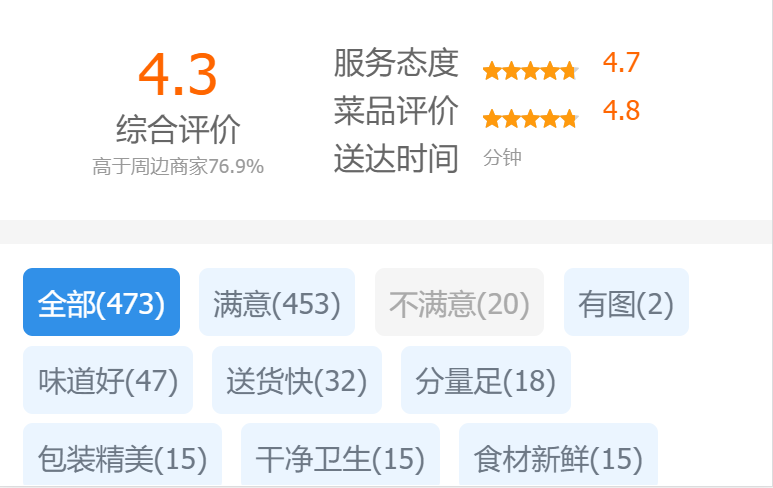 4.3
综合评价
高于周边商家76.9%
服务态度 4.7
菜品评价 4.8
送达时间 分钟
全部(473) 满意(453) 不满意(20) 有图(2)
味道好(47) 送货快(32) 分量足(18)
包装精美(15) 干净卫生(15) 食材新鲜(15)